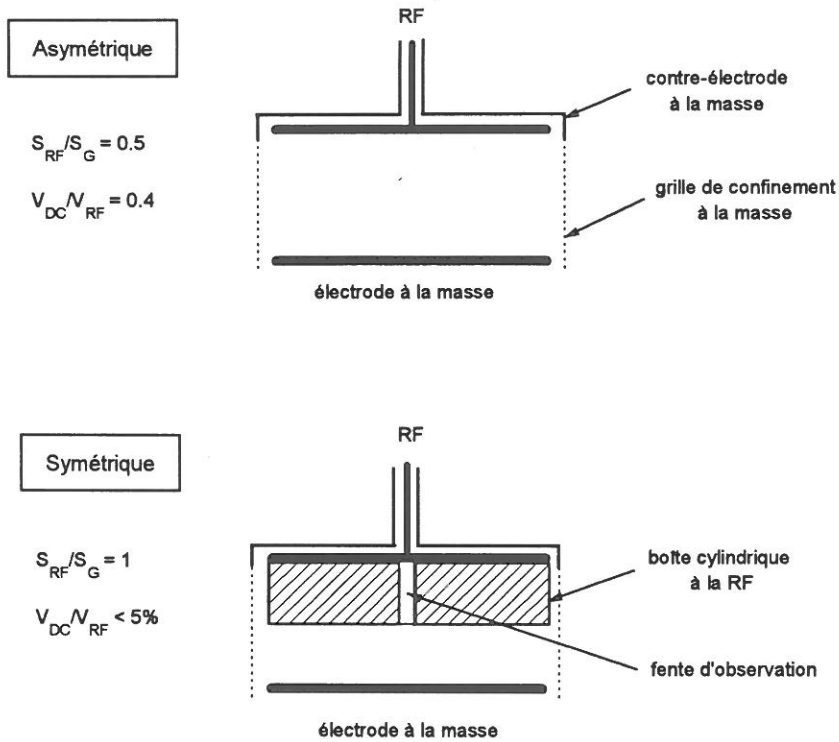 RF
Asymétrique
contre-électrode
à la masse
S_RF/S_G = 0.5
V_DC/V_RF = 0.4
grille de confinement
à la masse
électrode à la masse
RF
Symétrique
S_RF/S_G = 1
V_DC/V_RF < 5%
boîte cylindrique
à la RF
fente d'observation
électrode à la masse